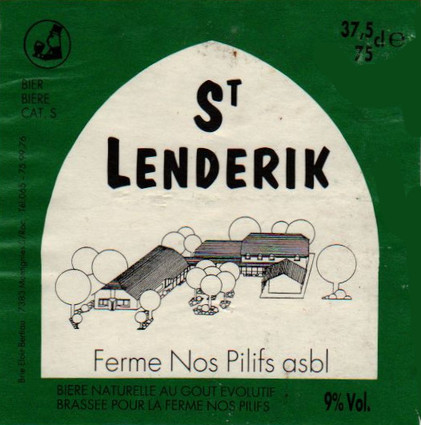 37,5 cl e
75
BIER
BIÈRE
CAT. S
ST
LENDERIK
Ferme Nos Pilifs asbl
BIERE NATURELLE AU GOUT EVOLUTIF
BRASSEE POUR LA FERME NOS PILIFS
9% Vol.